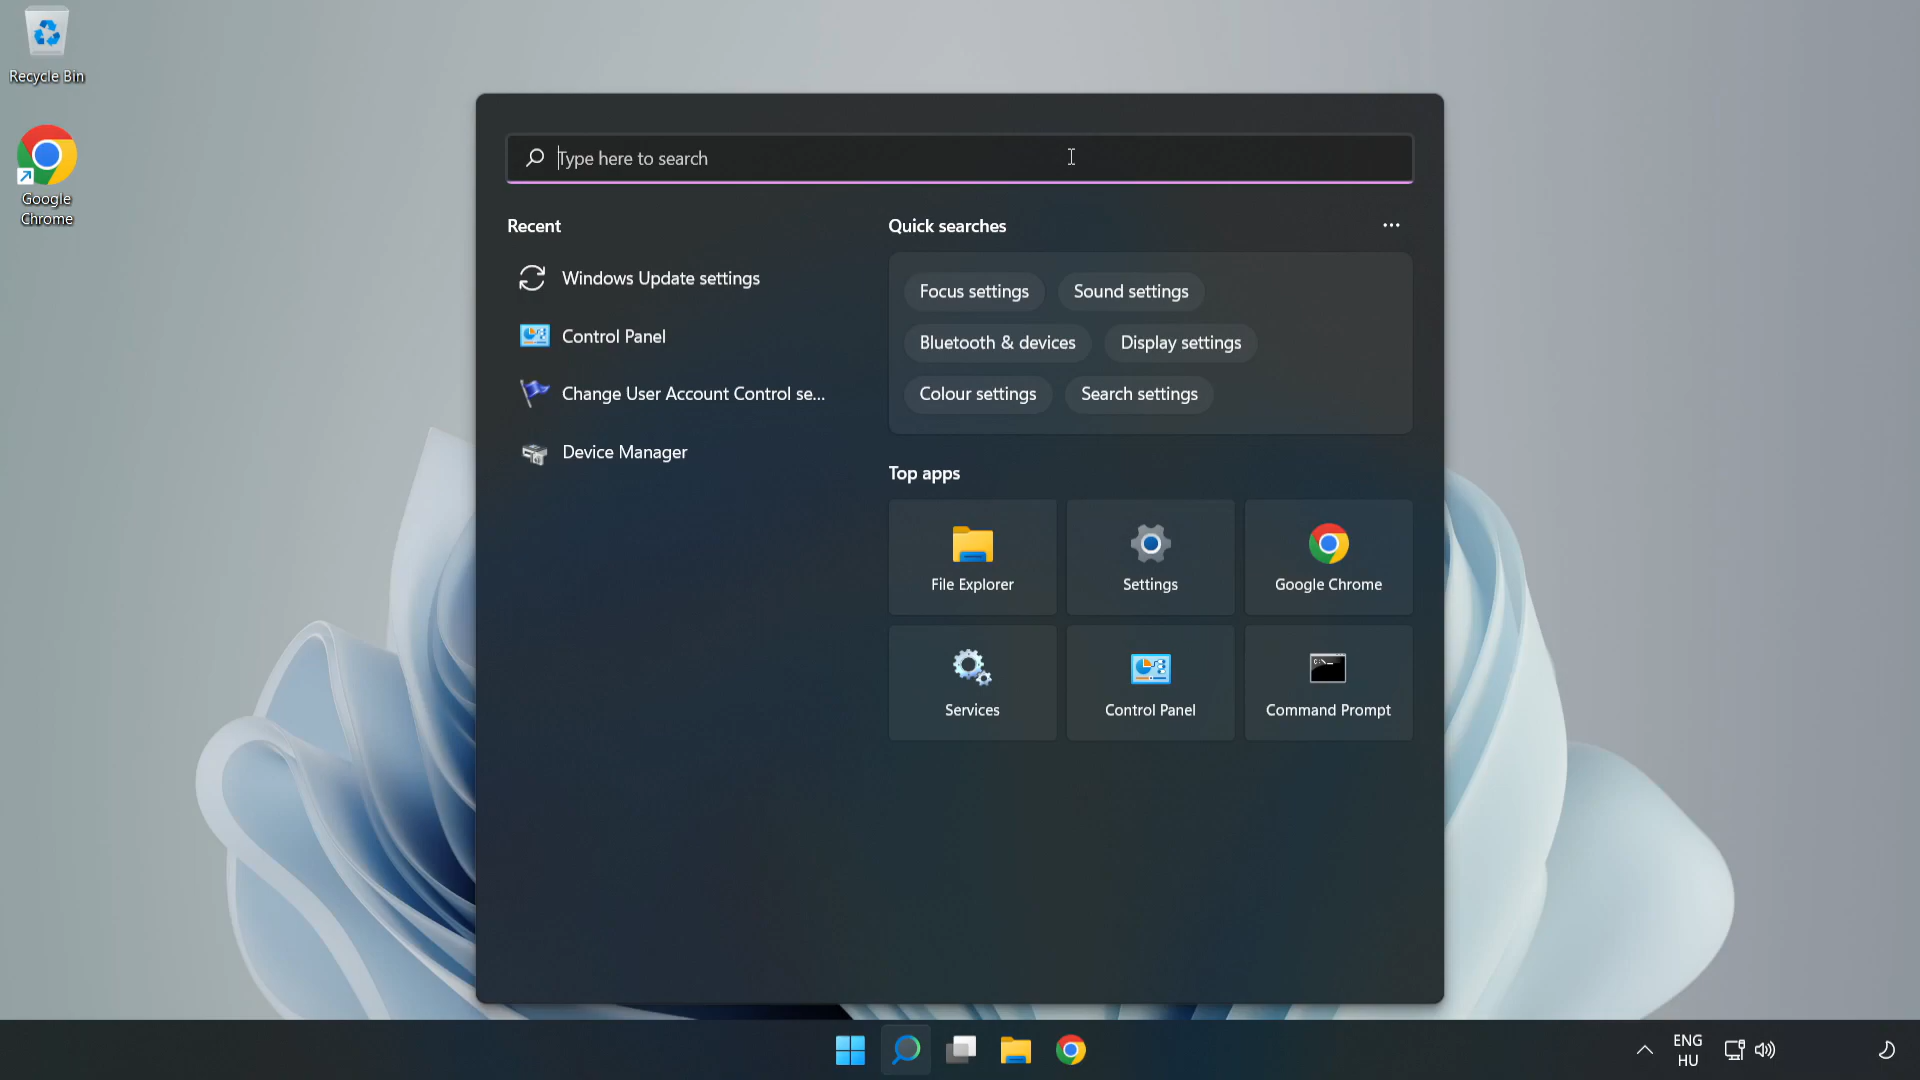 Recycle Bin
Google
Chrome
Type here to search
Recent
Windows Update settings
Control Panel
Change User Account Control se...
Device Manager
Quick searches
Focus settings
Sound settings
Bluetooth & devices
Display settings
Colour settings
Search settings
Top apps
File Explorer
Settings
Google Chrome
Services
Control Panel
Command Prompt
ENG
HU